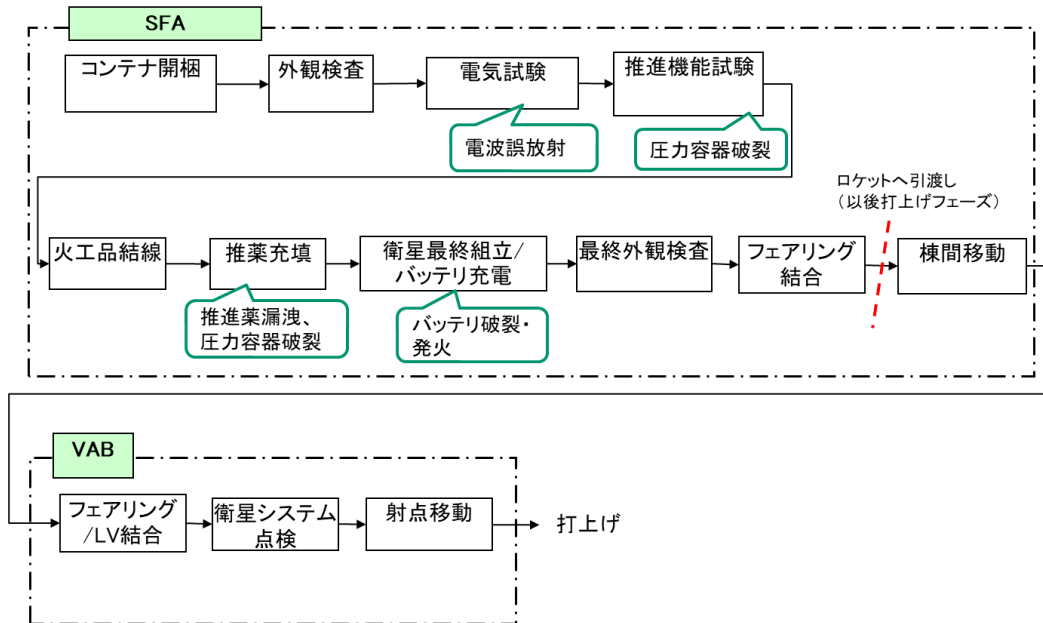 SFA
コンテナ開梱
外観検査
電気試験
推進機能試験
電波誤放射
圧力容器破裂
ロケットへ引渡し
(以後打上げフェーズ)
火工品結線
推薬充填
衛星最終組立/
バッテリ充電
最終外観検査
フェアリング
結合
棟間移動
推進薬漏洩、
圧力容器破裂
バッテリ破裂・
発火
VAB
フェアリング
/LV結合
衛星システム
点検
射点移動
打上げ